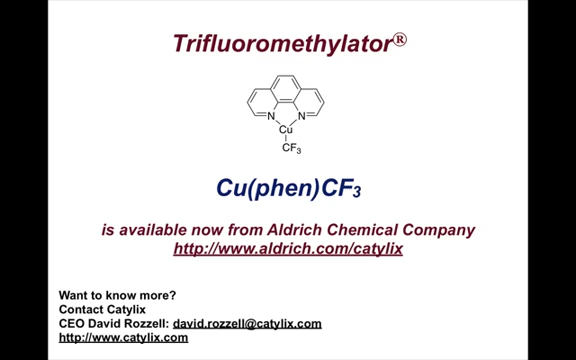 Trifluoromethylator®
N N
Cu
CF3
Cu(phen)CF3
is available now from Aldrich Chemical Company
http://www.aldrich.com/catylix
Want to know more?
Contact Catylix
CEO David Rozzell: david.rozzell@catylix.com
http://www.catylix.com